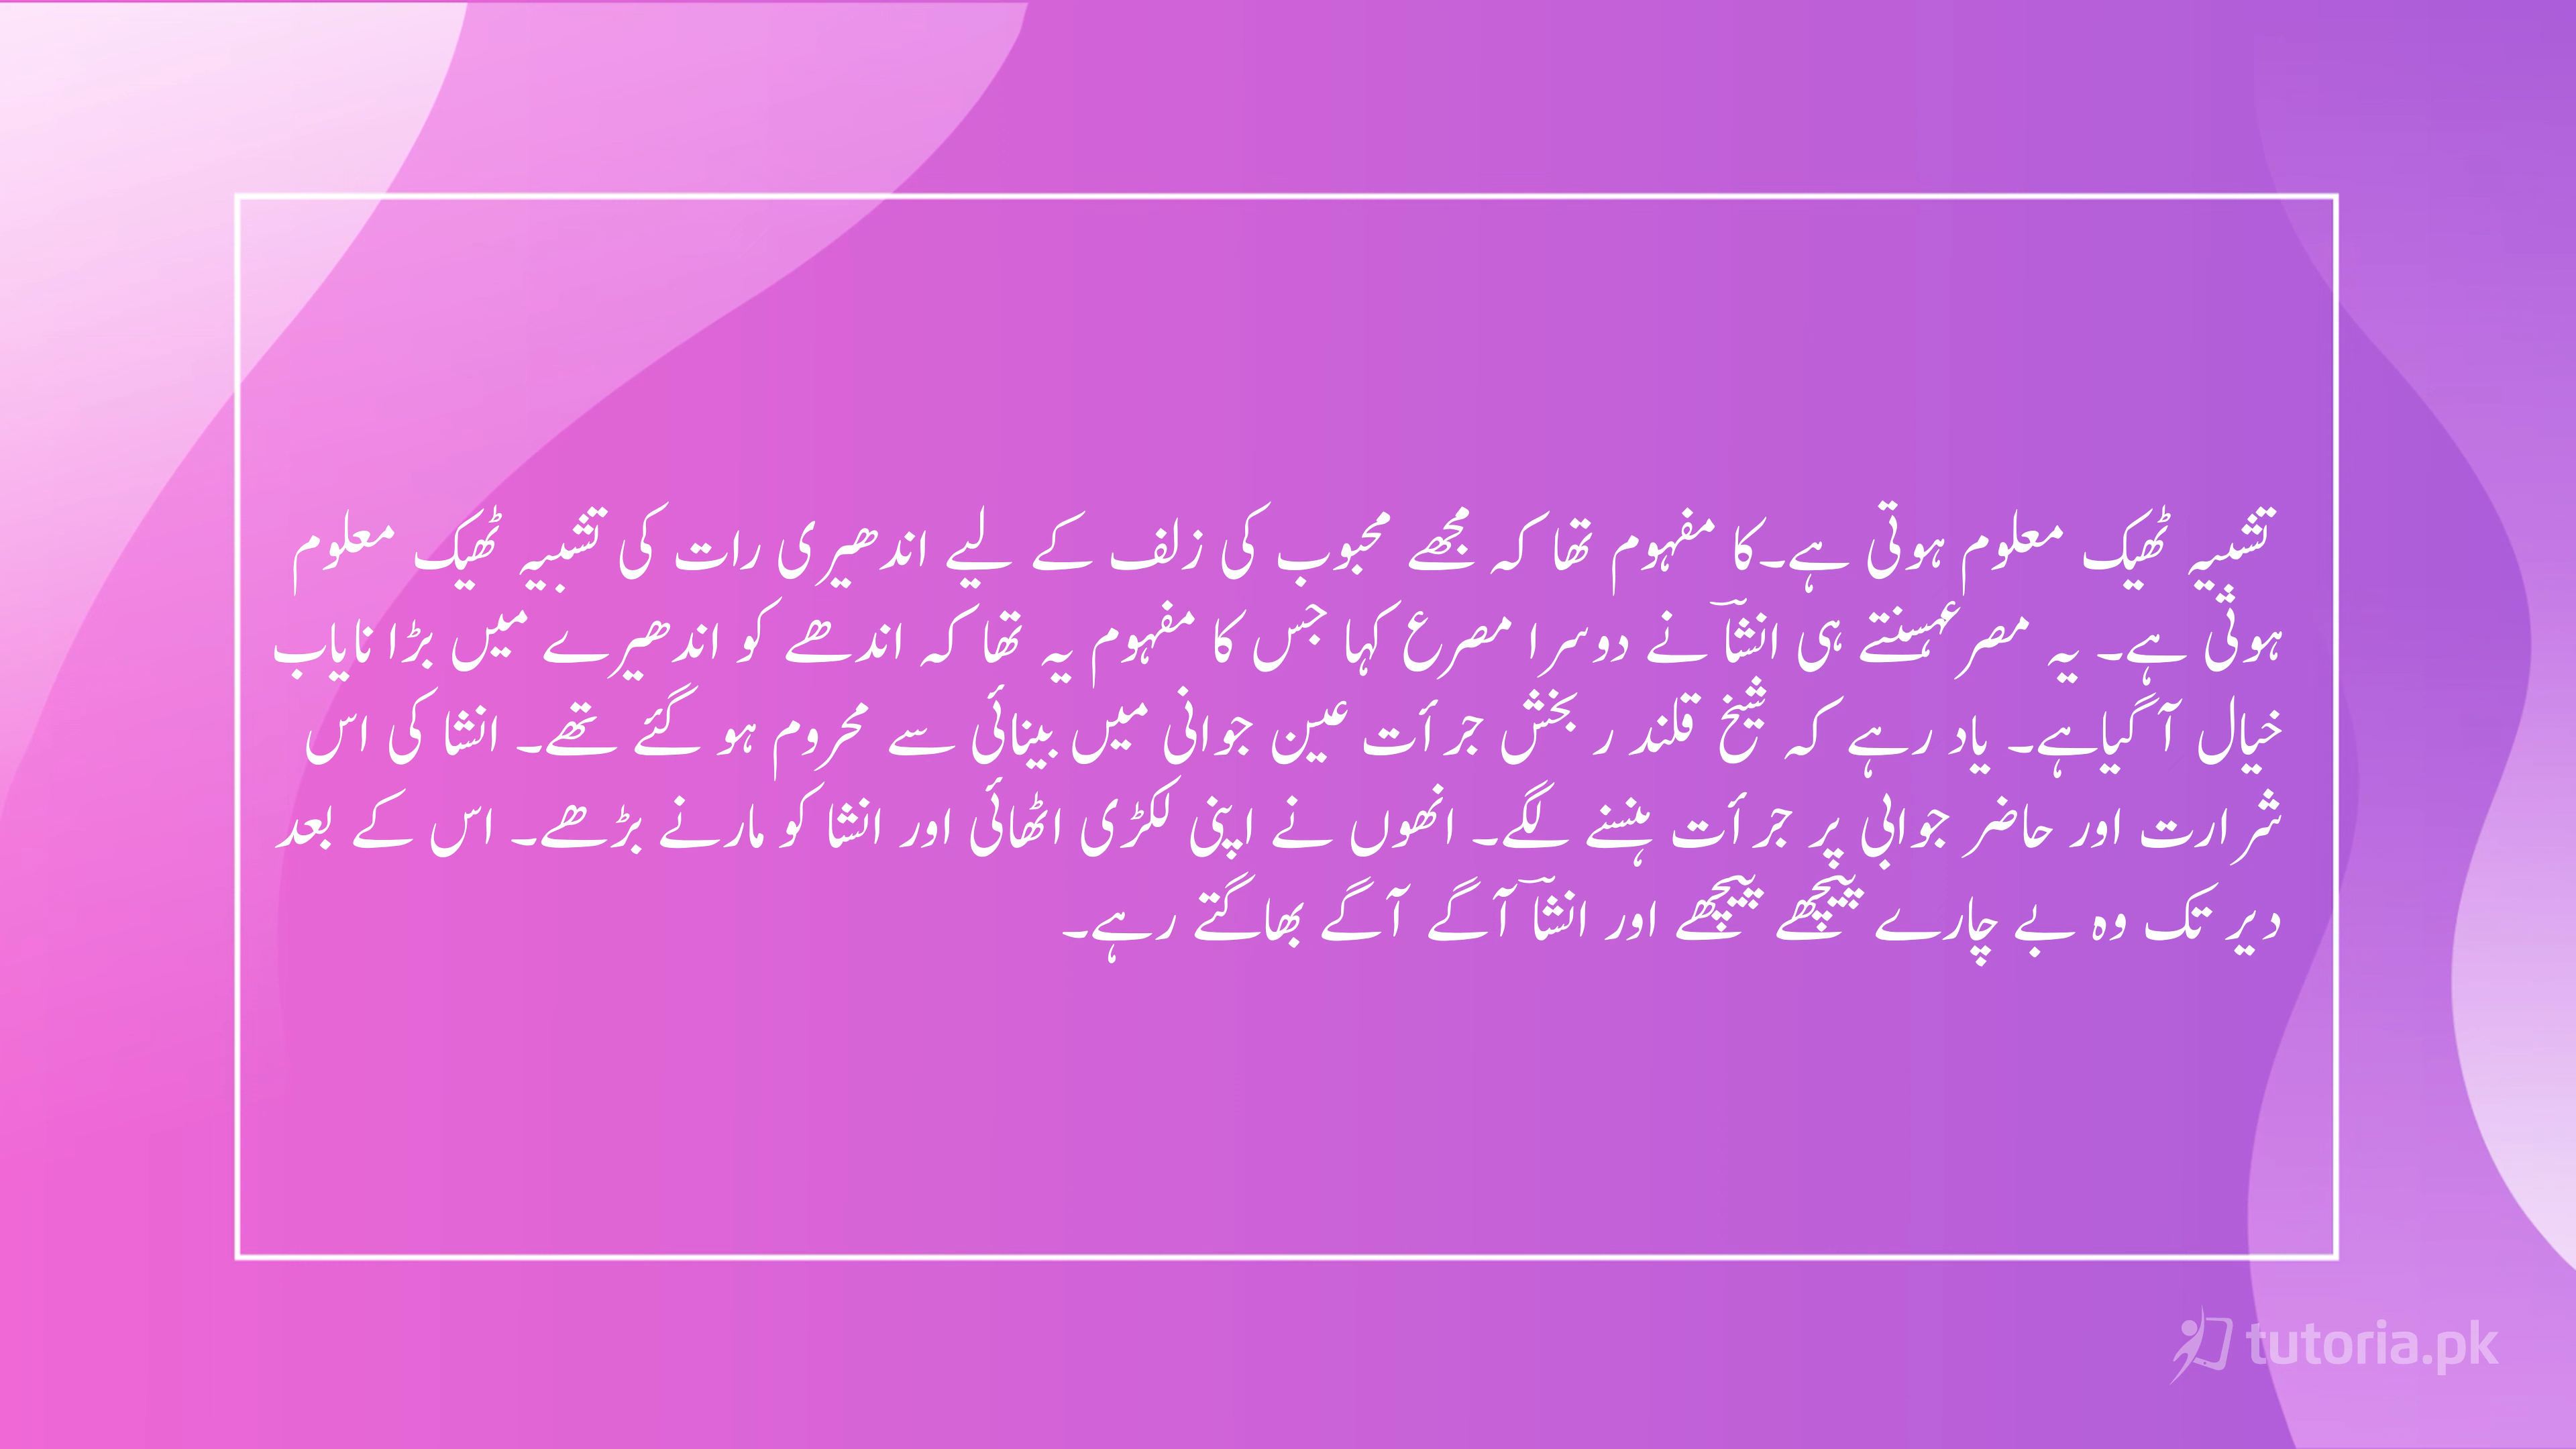 تشبیہ ٹھیک معلوم ہوتی ہے۔کا مفہوم تھا کہ مجھے محبوب کی زلف کے لیے اندھیری رات کی تشبیہ ٹھیک معلوم
ہوتی ہے۔ یہ مصرعہسنتے ہی انشاؔ نے دوسرا مصرع کہا جس کا مفہوم یہ تھا کہ اندھے کو اندھیرے میں بڑا نایاب
خیال آ گیاہے۔ یاد رہے کہ شیخ قلندر بخش جرأت عین جوانی میں بینائی سے محروم ہو گئے تھے۔ انشا کی اس
شرارت اور حاضر جوابی پر جرأت ہنسنے لگے۔ انھوں نے اپنی لکڑی اٹھائی اور انشا کو مارنے بڑھے۔ اس کے بعد
دیر تک وہ بے چارے پیچھے پیچھے اور انشاؔ آگے آگے بھاگتے رہے۔
tutoria.pk